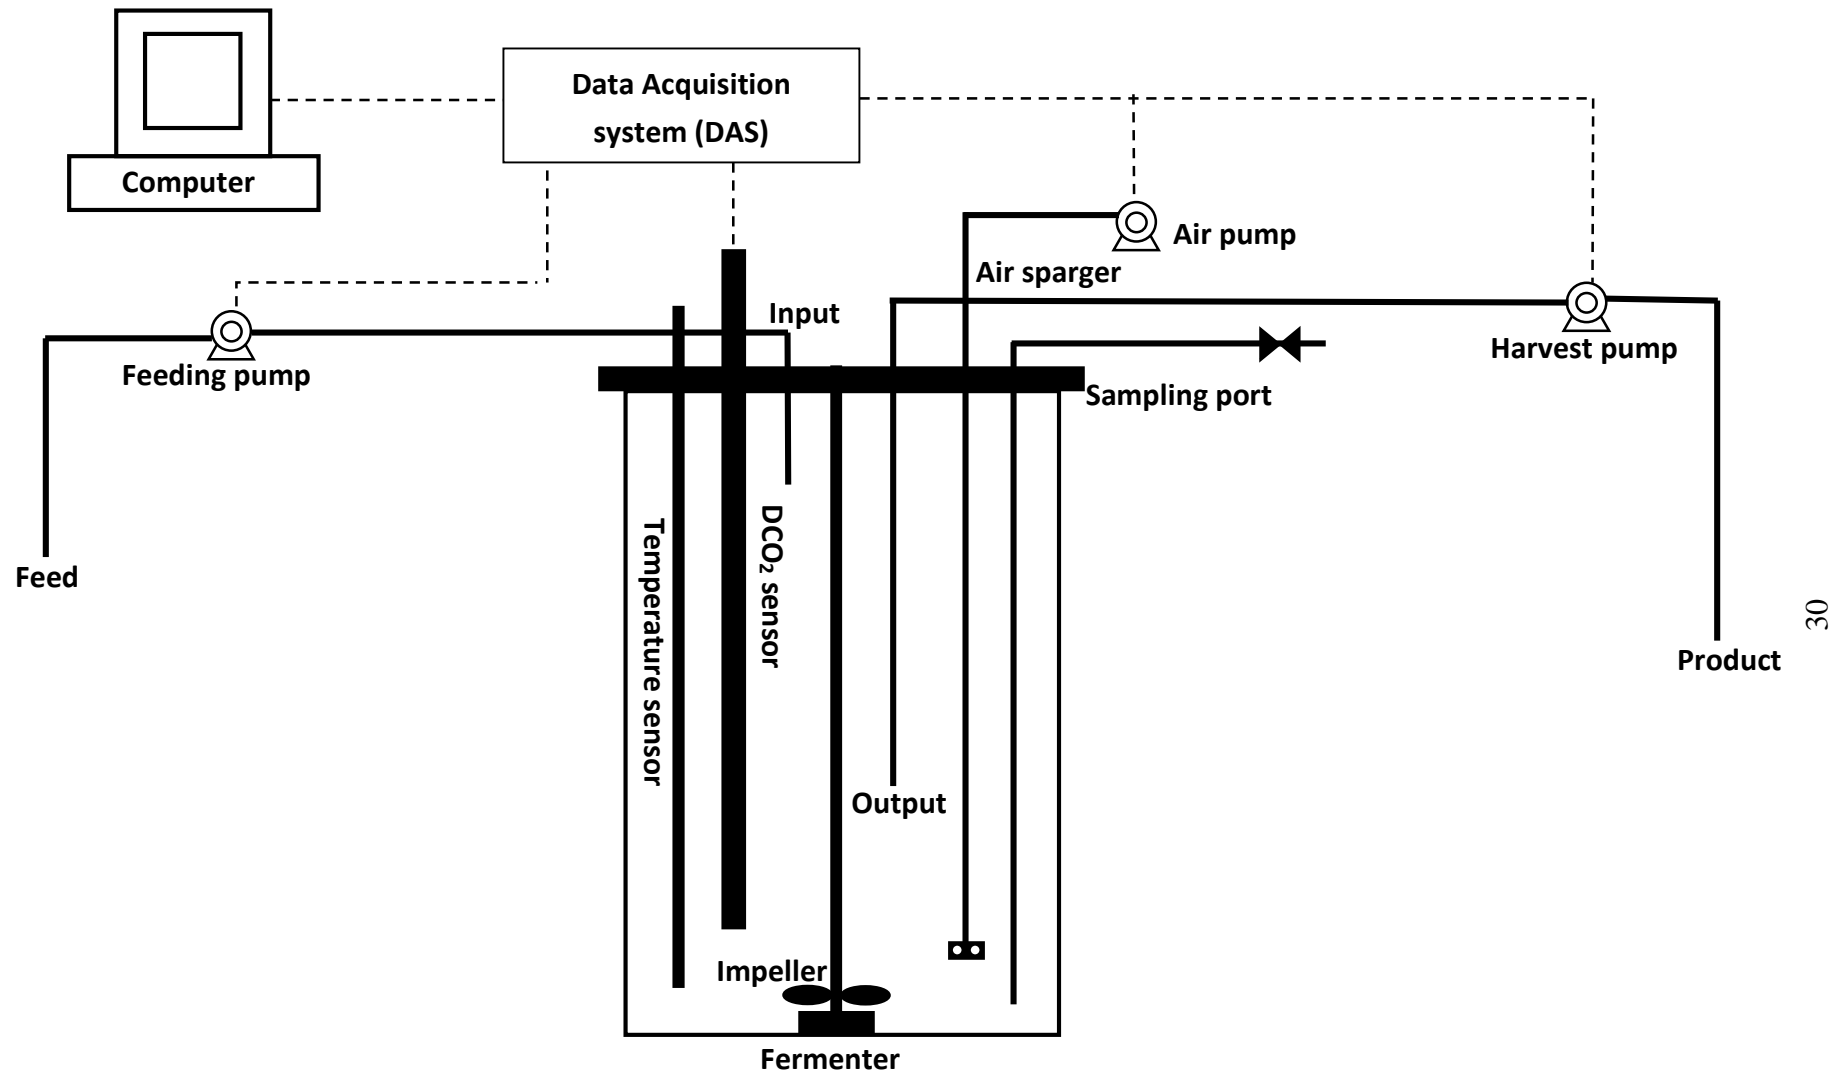 Data Acquisition
system (DAS)
Computer
Air pump
Air sparger
Input
Harvest pump
Feeding pump
Sampling port
Temperature sensor
DCO₂ sensor
Feed
30
Product
Output
Impeller
Fermenter